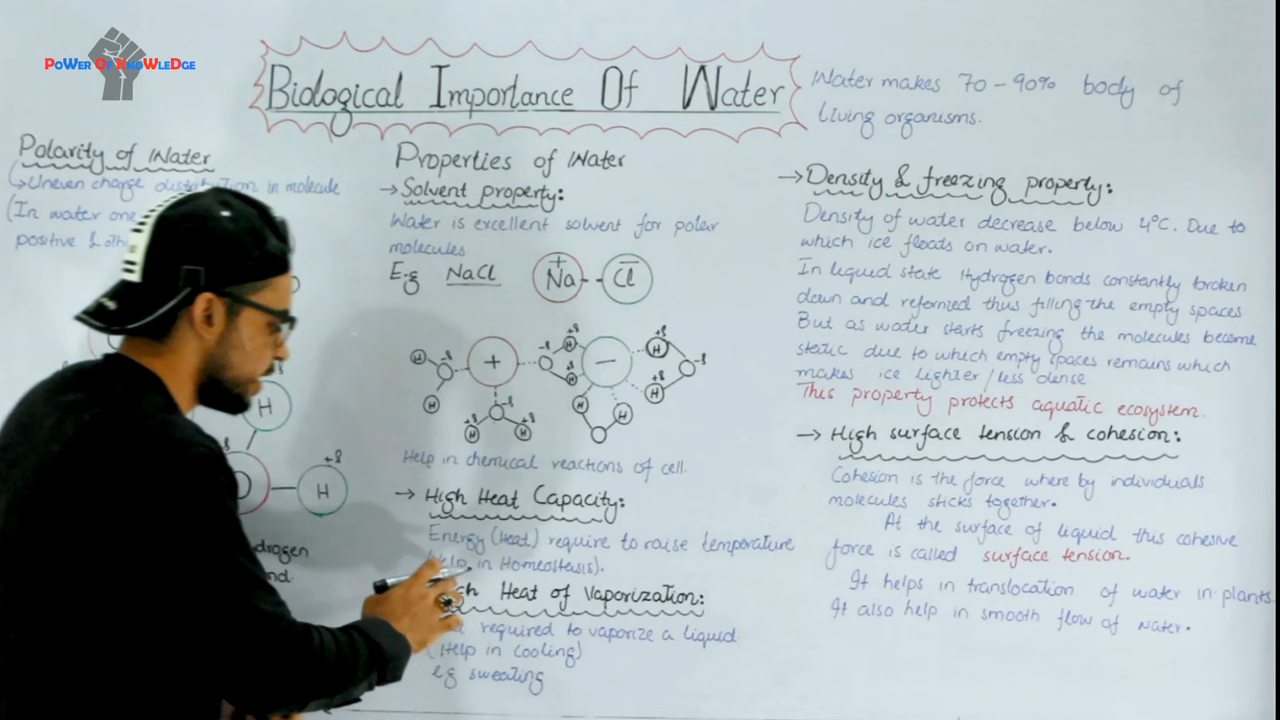 PoWer Of KnoWLeDge
Biological Importance Of Water
Water makes 70-90% body of
Living organisms.
Polarity of Water
Uneven charge distribution in molecule
(In water one
positive &
H
+δ
H
drogen
nd.
Properties of Water
→ Solvent property:
Water is excellent solvent for polar
molecules
E.g NaCl
+ Na -- Cl −
H -δ H
+
+δ H -δ +δ H
-δ +δ H +δ H
−
+δ H H -δ
H H
Help in chemical reactions of cell.
→ High Heat Capacity:
Energy (Heat) require to raise temperature
in Homeostesis).
Heat of Vaporization:
required to vaporize a liquid
(Help in cooling)
eg sweating
→ Density & freezing property:
Density of water decrease below 4°C. Due to
which ice floats on water.
In liquid state Hydrogen bonds constantly broken
down and reformed thus filling the empty spaces
But as water starts freezing the molecules become
static due to which empty spaces remains which
makes ice lighter/less dense
This property protects aquatic ecosystem.
→ High surface tension & cohesion:
Cohesion is the force where by individuals
molecules sticks together.
At the surface of liquid this cohesive
force is called surface tension.
It helps in translocation of water in plants
It also help in smooth flow of water.